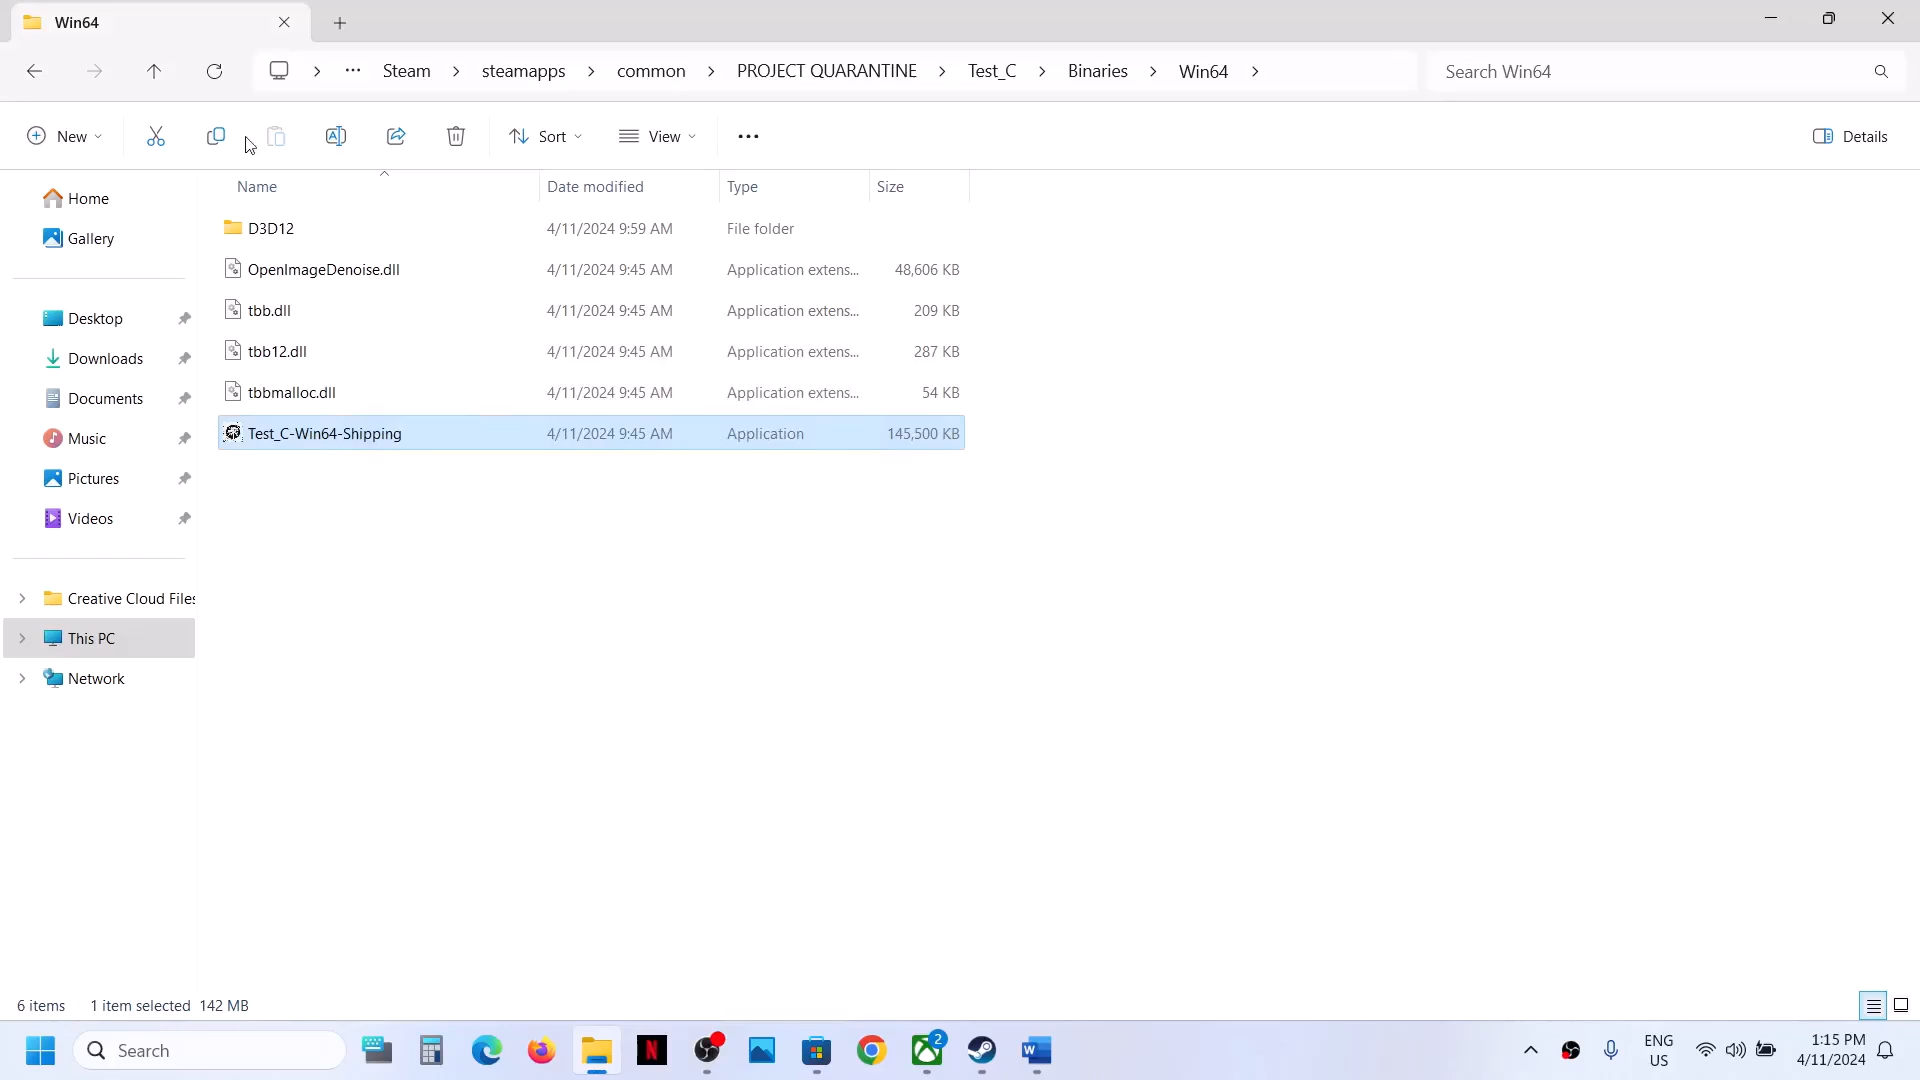 Win64
Steam
steamapps
common
PROJECT QUARANTINE
Test_C
Binaries
Win64
Search Win64
New
Sort
View
Details
Name
Date modified
Type
Size
D3D12
4/11/2024 9:59 AM
File folder
OpenImageDenoise.dll
4/11/2024 9:45 AM
Application extens...
48,606 KB
tbb.dll
4/11/2024 9:45 AM
Application extens...
209 KB
tbb12.dll
4/11/2024 9:45 AM
Application extens...
287 KB
tbbmalloc.dll
4/11/2024 9:45 AM
Application extens...
54 KB
Test_C-Win64-Shipping
4/11/2024 9:45 AM
Application
145,500 KB
Home
Gallery
Desktop
Downloads
Documents
Music
Pictures
Videos
Creative Cloud Files
This PC
Network
6 items
1 item selected 142 MB
Search
N
2
W
ENG
US
1:15 PM
4/11/2024